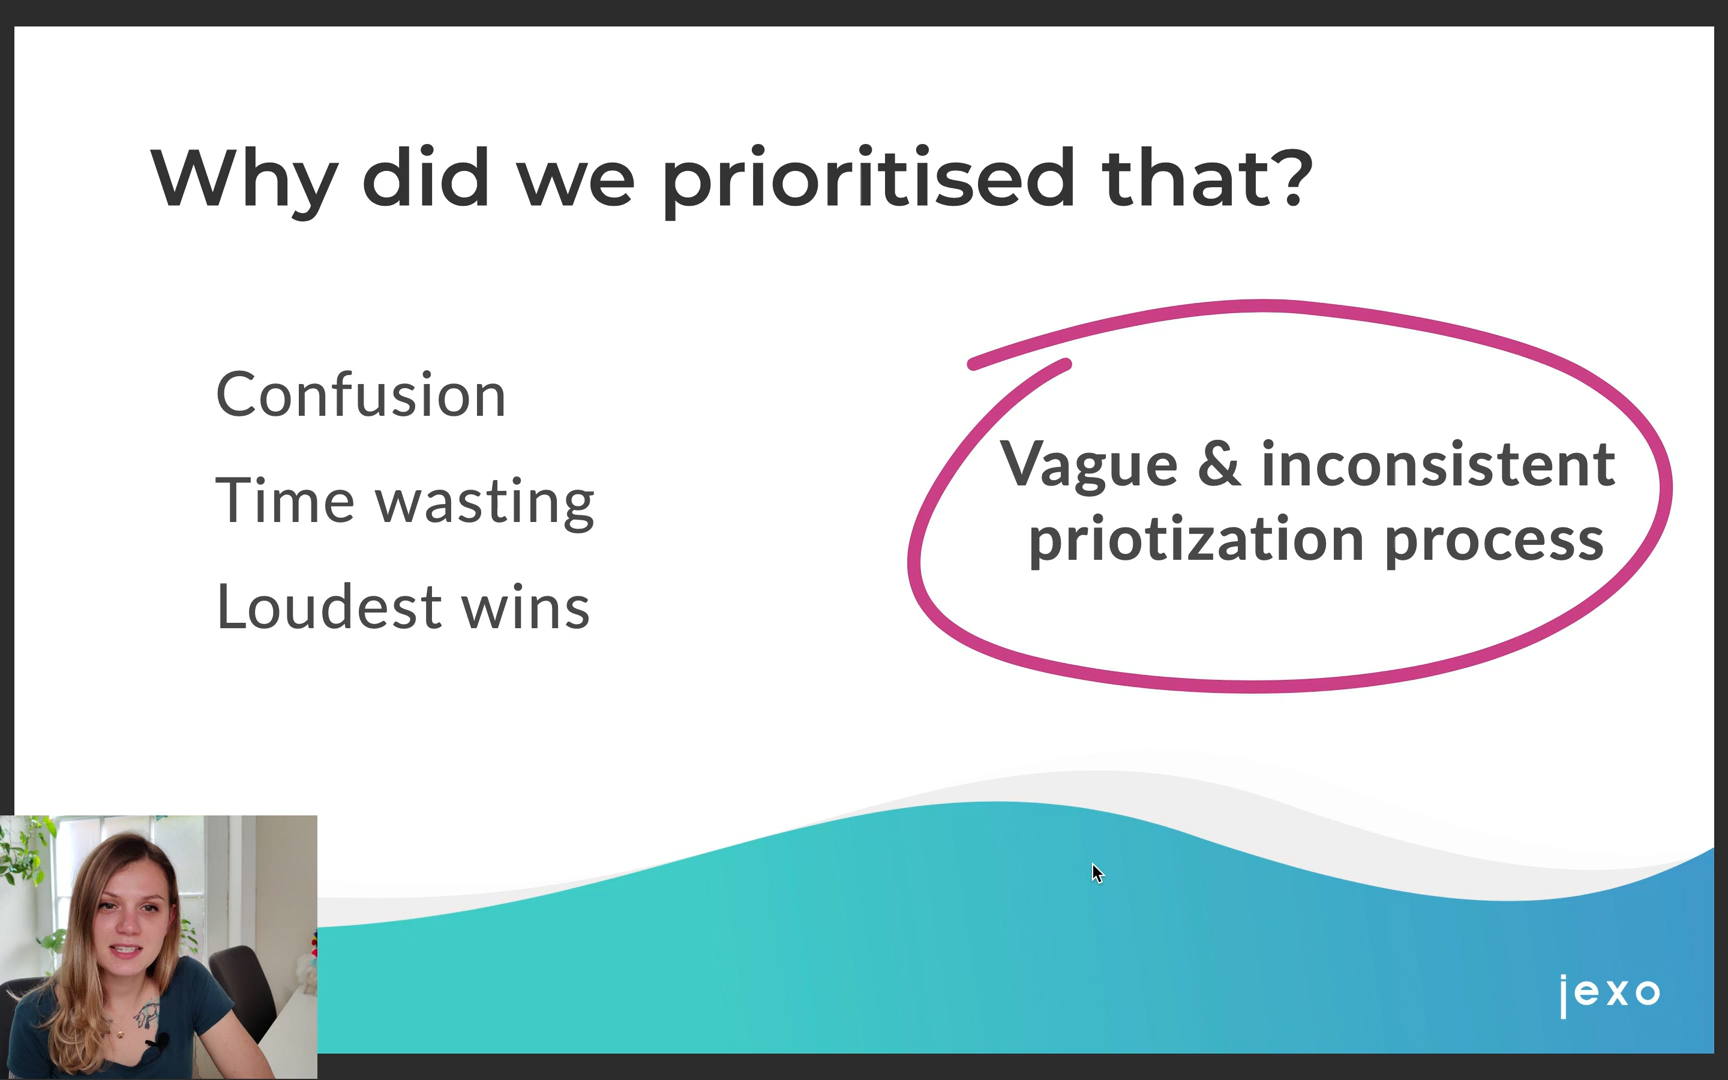 Why did we prioritised that?
Confusion
Time wasting
Loudest wins
Vague & inconsistent
priotization process
jexo